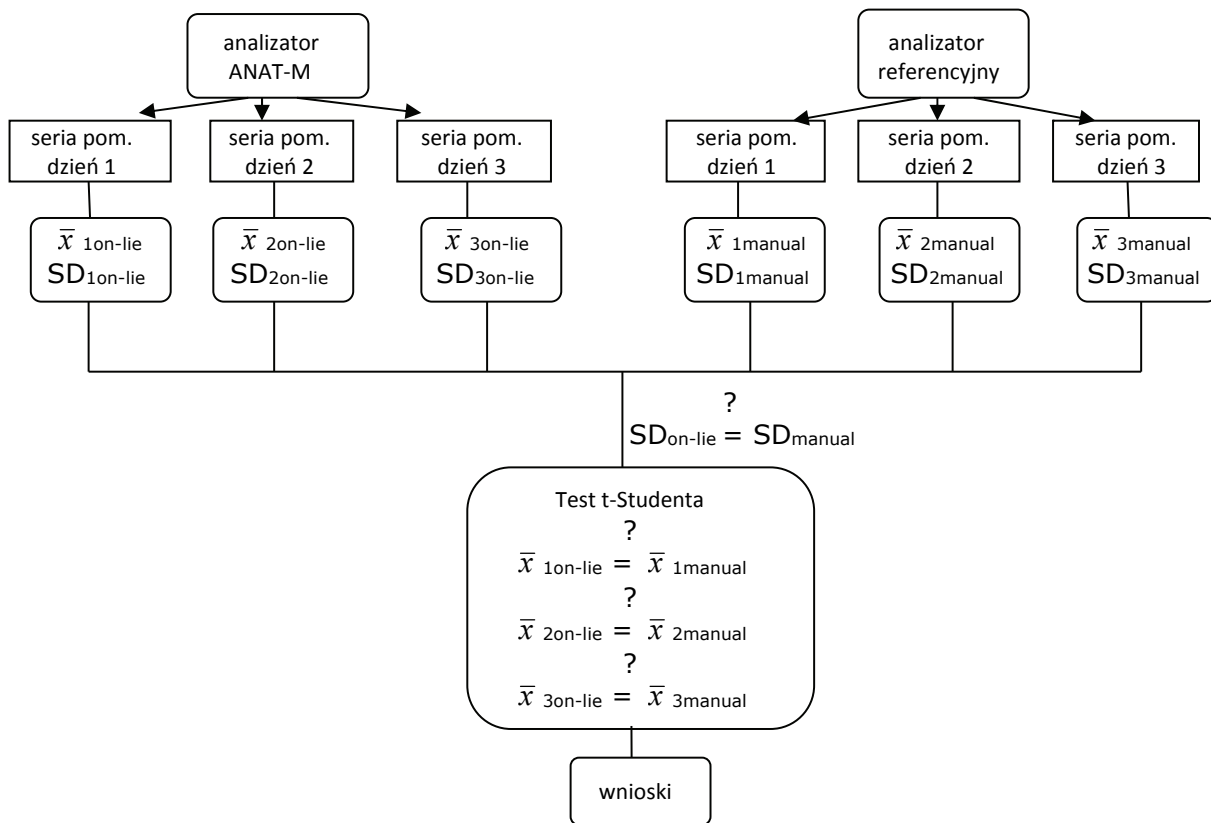 analizator
ANAT-M
analizator
referencyjny
seria pom.
dzień 1
seria pom.
dzień 2
seria pom.
dzień 3
seria pom.
dzień 1
seria pom.
dzień 2
seria pom.
dzień 3
x̅ 1on-lie
SD1on-lie
x̅ 2on-lie
SD2on-lie
x̅ 3on-lie
SD3on-lie
x̅ 1manual
SD1manual
x̅ 2manual
SD2manual
x̅ 3manual
SD3manual
?
SDon-lie = SDmanual
Test t-Studenta
?
x̅ 1on-lie = x̅ 1manual
?
x̅ 2on-lie = x̅ 2manual
?
x̅ 3on-lie = x̅ 3manual
wnioski